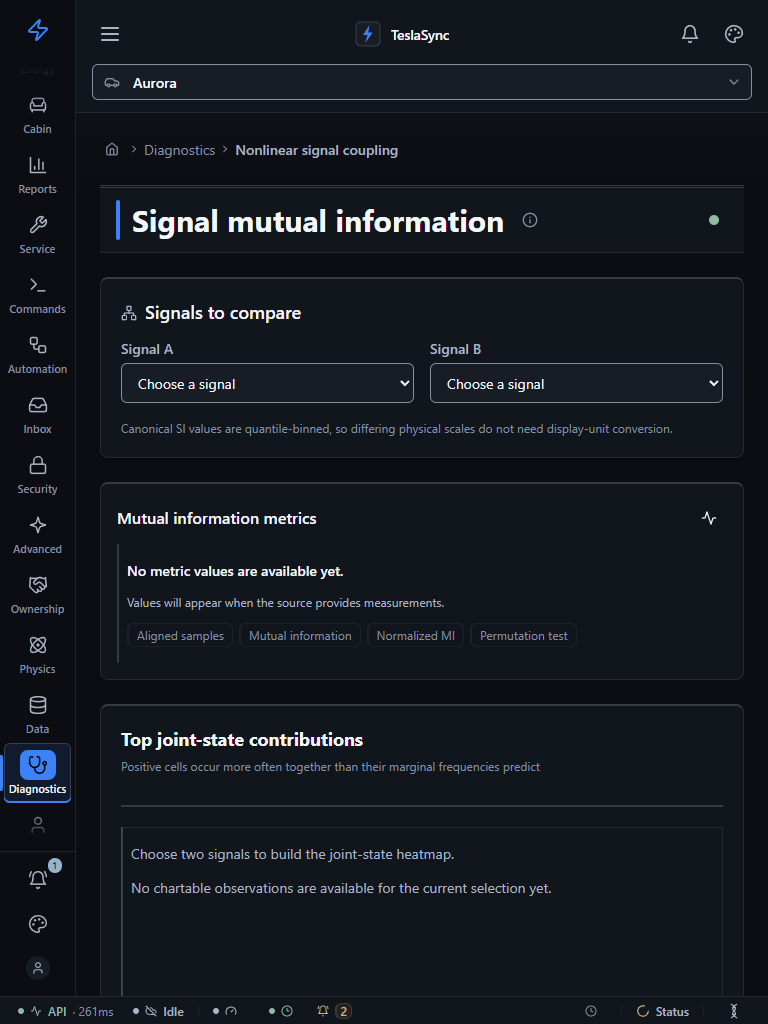 TeslaSync
Aurora
Energy
Cabin
Reports
Service
Commands
Automation
Inbox
Security
Advanced
Ownership
Physics
Data
Diagnostics
1
Diagnostics
Nonlinear signal coupling
Signal mutual information
Signals to compare
Signal A
Signal B
Choose a signal
Choose a signal
Canonical SI values are quantile-binned, so differing physical scales do not need display-unit conversion.
Mutual information metrics
No metric values are available yet.
Values will appear when the source provides measurements.
Aligned samples
Mutual information
Normalized MI
Permutation test
Top joint-state contributions
Positive cells occur more often together than their marginal frequencies predict
Choose two signals to build the joint-state heatmap.
No chartable observations are available for the current selection yet.
API · 261ms
Idle
2
Status